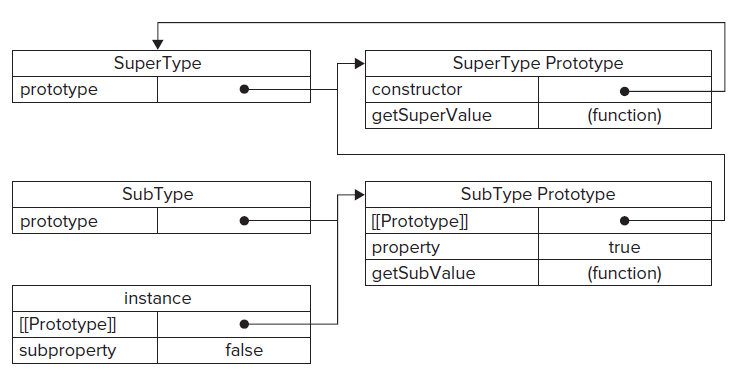 SuperType
prototype
SuperType Prototype
constructor
getSuperValue (function)
SubType
prototype
SubType Prototype
[[Prototype]]
property true
getSubValue (function)
instance
[[Prototype]]
subproperty false